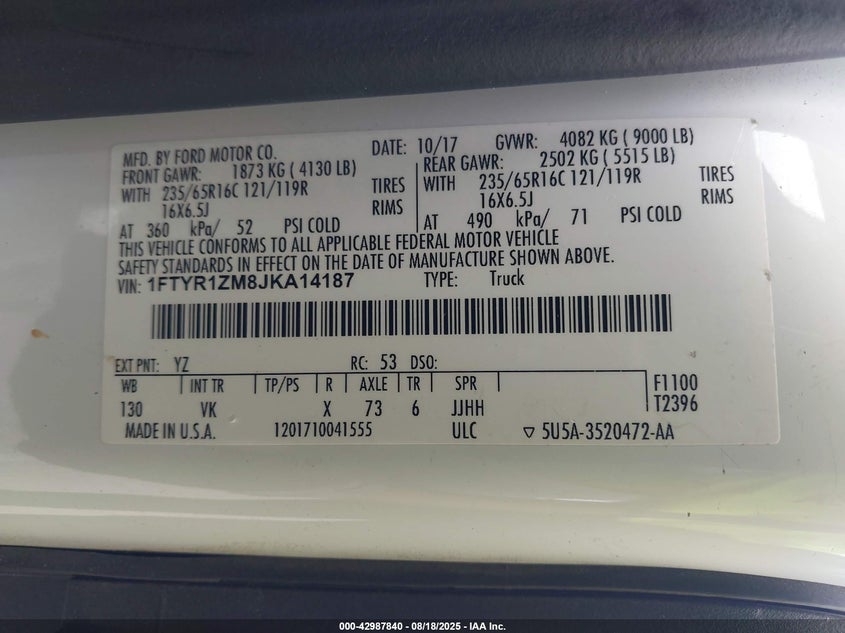 MFD. BY FORD MOTOR CO. DATE: 10/17 GVWR: 4082 KG ( 9000 LB)
FRONT GAWR: 1873 KG ( 4130 LB) REAR GAWR: 2502 KG ( 5515 LB)
WITH 235/65R16C 121/119R TIRES WITH 235/65R16C 121/119R TIRES
16X6.5J RIMS 16X6.5J RIMS
AT 360 kPa/ 52 PSI COLD AT 490 kPa/ 71 PSI COLD
THIS VEHICLE CONFORMS TO ALL APPLICABLE FEDERAL MOTOR VEHICLE
SAFETY STANDARDS IN EFFECT ON THE DATE OF MANUFACTURE SHOWN ABOVE.
VIN: 1FTYR1ZM8JKA14187 TYPE: Truck
EXT PNT: YZ RC: 53 DSO:
WB INT TR TP/PS R AXLE TR SPR F1100
130 VK X 73 6 JJHH T2396
MADE IN U.S.A. 1201710041555 ULC ▽ 5U5A-3520472-AA
000-42987840 - 08/18/2025 - IAA Inc.